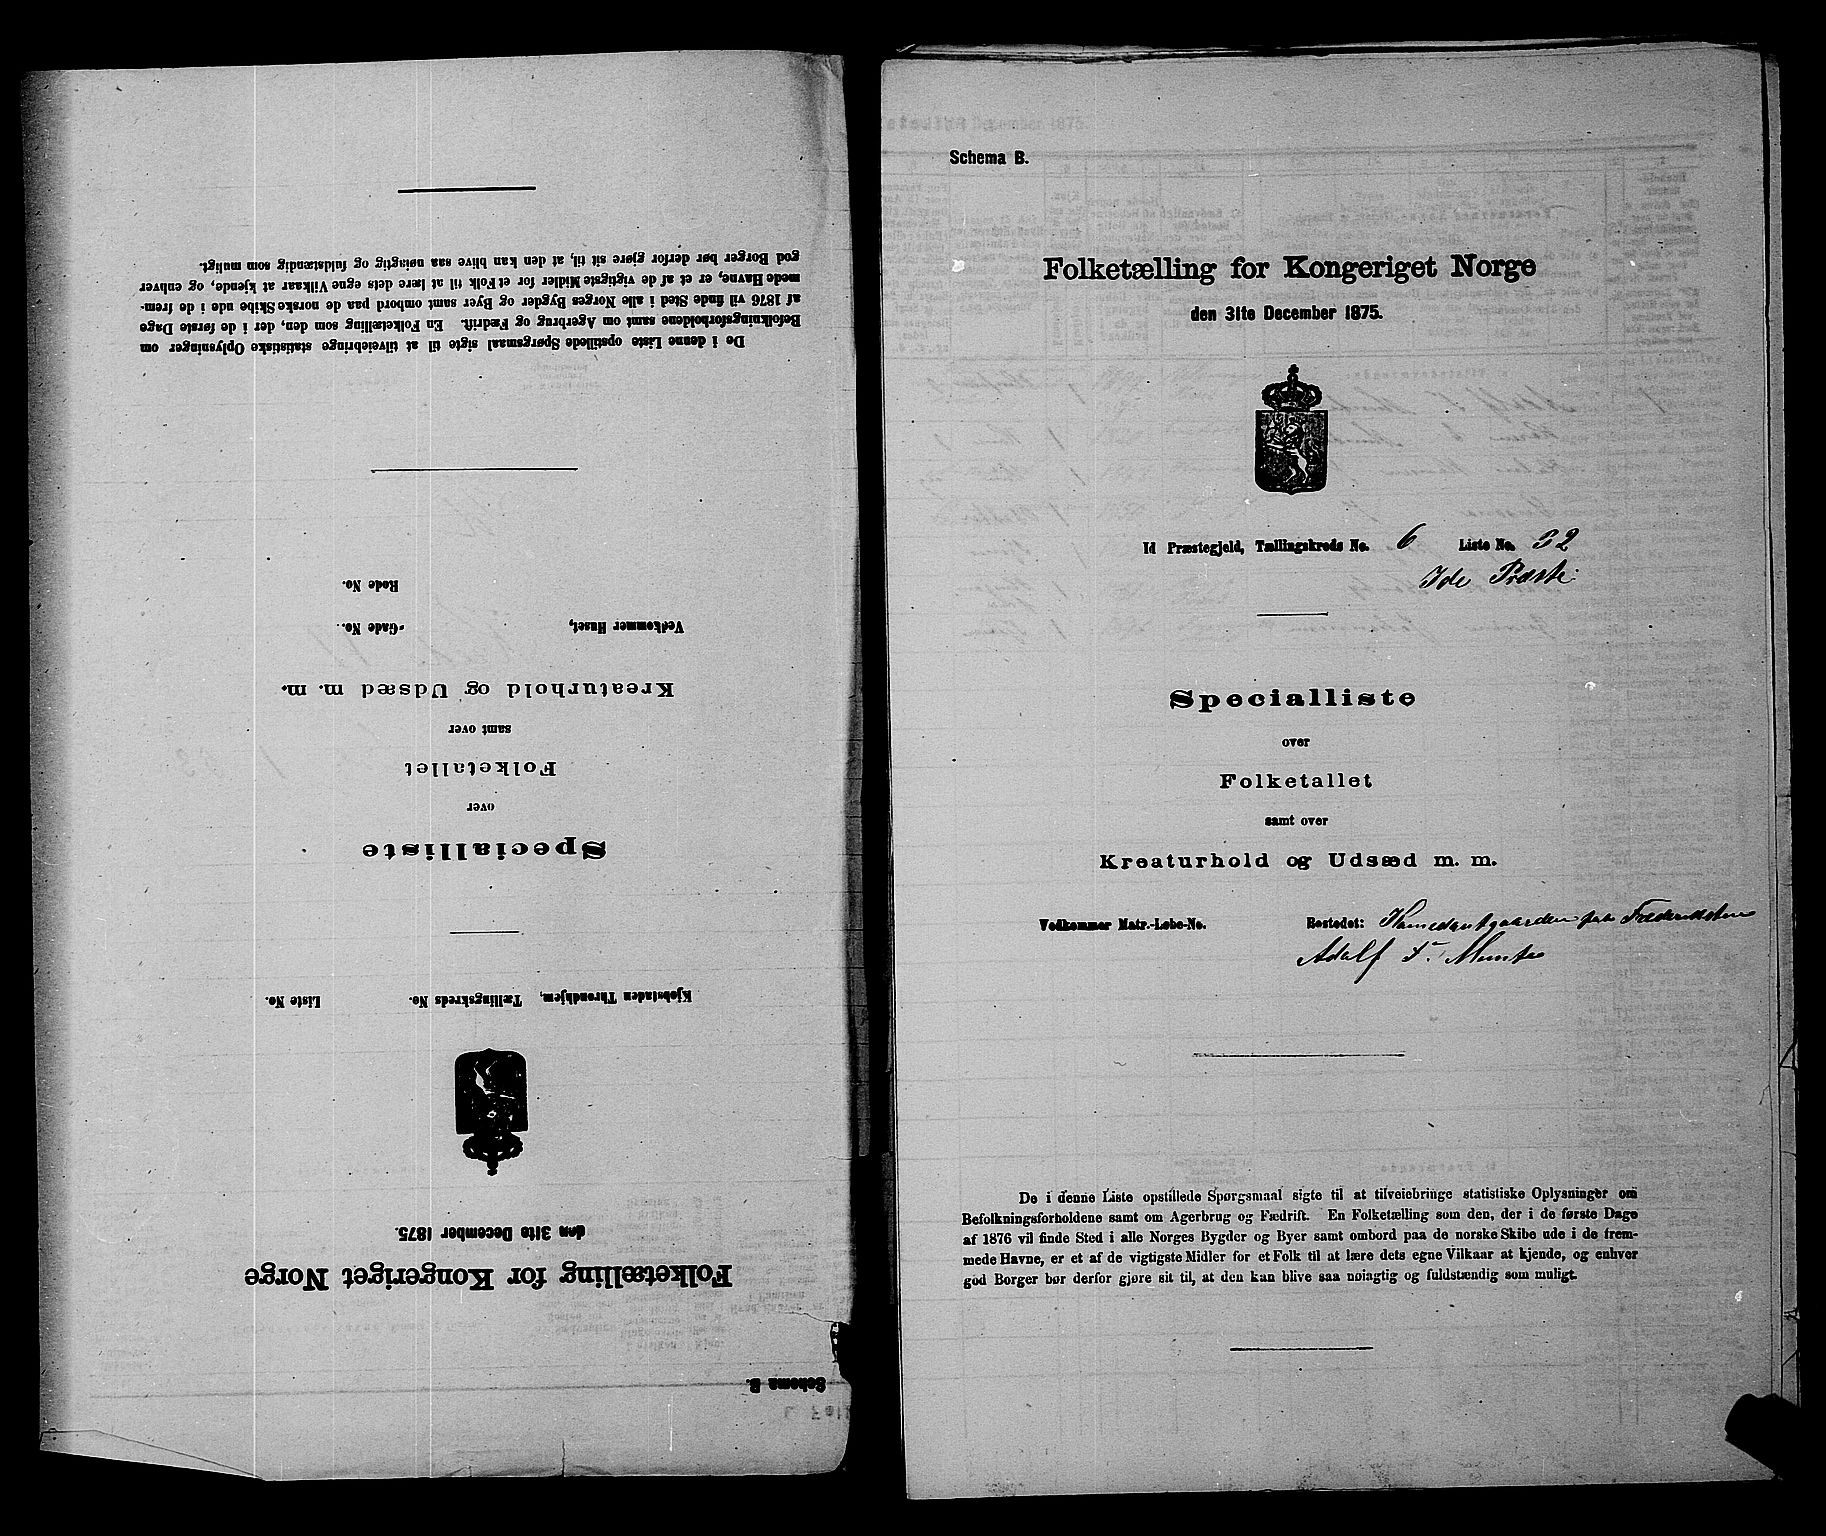 Schema B.
Folketælling for Kongeriget Norge
den 31te December 1875.
Kjøbstaden Throndhjem, Tællingskreds No. Liste No.
Specialliste
over
Folketallet
samt over
Kreaturhold og Udsæd m. m.
Vedkommer Huset, -Gade No.
Rode No.
De i denne Liste opstillede Spørgsmaal sigte til at tilveiebringe statistiske Oplysninger om
Befolkningsforholdene samt om Agerbrug og Fædrift. En Folketælling som den, der i de første Dage
af 1876 vil finde Sted i alle Norges Bygder og Byer samt ombord paa de norske Skibe ude i de frem-
mede Havne, er et af de vigtigste Midler for et Folk til at lære dets egne Vilkaar at kjende, og enhver
god Borger bør derfor gjøre sit til, at den kan blive saa nøiagtig og fuldstændig som muligt.
Schema B.
Folketælling for Kongeriget Norge
den 31te December 1875.
Id Præstegjeld, Tællingskreds No. 6 Liste No. 32
Ide Præste:
Specialliste
over
Folketallet
samt over
Kreaturhold og Udsæd m. m.
Vedkommer Matr.-Løbe-No. Bostedet: paa
Adolf F. Munthe
De i denne Liste opstillede Spørgsmaal sigte til at tilveiebringe statistiske Oplysninger om
Befolkningsforholdene samt om Agerbrug og Fædrift. En Folketælling som den, der i de første Dage
af 1876 vil finde Sted i alle Norges Bygder og Byer samt ombord paa de norske Skibe ude i de frem-
mede Havne, er et af de vigtigste Midler for et Folk til at lære dets egne Vilkaar at kjende, og enhver
god Borger bør derfor gjøre sit til, at den kan blive saa nøiagtig og fuldstændig som muligt.